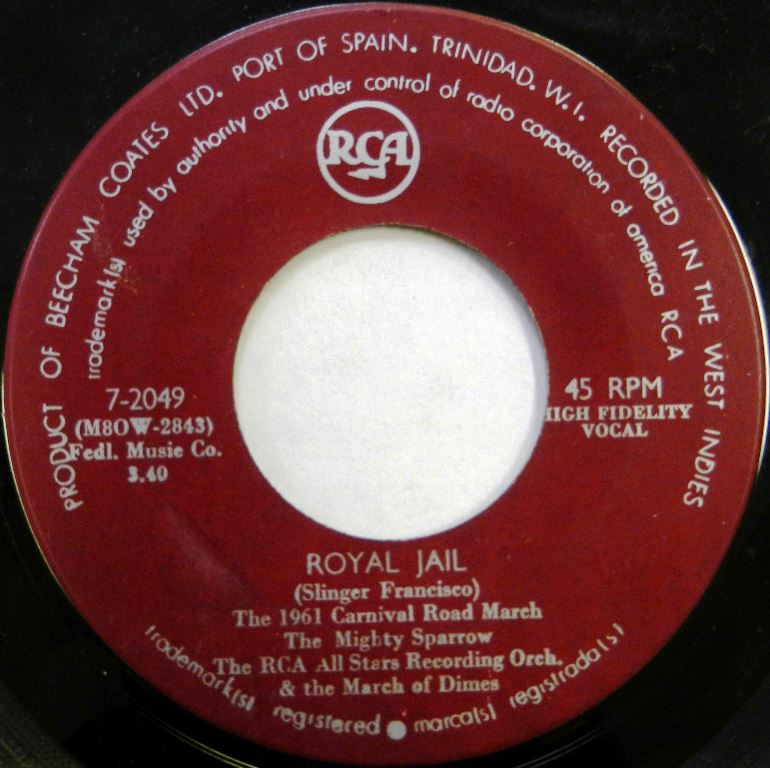 PRODUCT OF BEECHAM COATES LTD. PORT OF SPAIN. TRINIDAD. W.I. RECORDED IN THE WEST INDIES
trademark(s) used by authority and under control of radio corporation of america RCA
RCA
7-2049
(M8OW-2843)
Fedl. Music Co.
3.40
45 RPM
HIGH FIDELITY
VOCAL
ROYAL JAIL
(Slinger Francisco)
The 1961 Carnival Road March
The Mighty Sparrow
The RCA All Stars Recording Orch.
& the March of Dimes
trademark(s) registered marca(s) registrada(s)